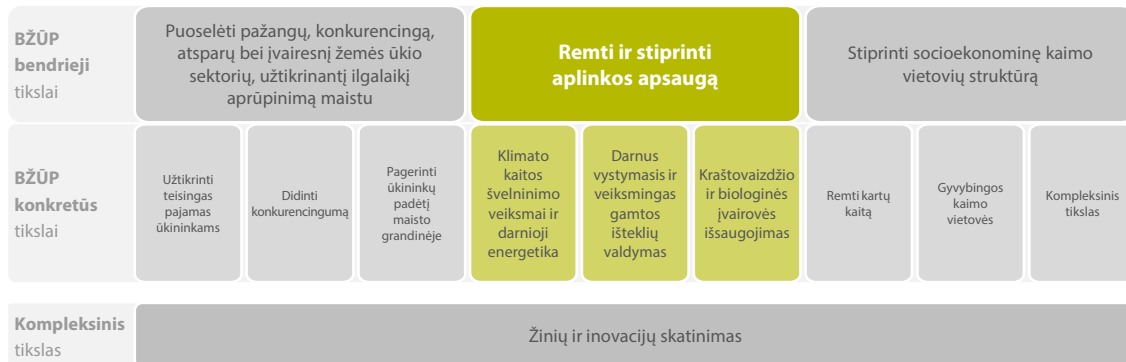 BŽŪP
bendrieji
tikslai
Puoselėti pažangų, konkurencingą,
atsparų bei įvairesnį žemės ūkio
sektorių, užtikrinantį ilgalaikį
aprūpinimą maistu
Remti ir stiprinti
aplinkos apsaugą
Stiprinti socioekonominę kaimo
vietovių struktūrą
BŽŪP
konkretūs
tikslai
Užtikrinti
teisingas
pajamas
ūkininkams
Didinti
konkurencingumą
Pagerinti
ūkininkų
padėtį
maisto
grandinėje
Klimato
kaitos
švelninimo
veiksmai ir
darnioji
energetika
Darnus
vystymasis ir
veiksmingas
gamtos
išteklių
valdymas
Kraštovaizdžio
ir biologinės
įvairovės
išsaugojimas
Remti kartų
kaitą
Gyvybingos
kaimo
vietovės
Kompleksinis
tikslas
Kompleksinis
tikslas
Žinių ir inovacijų skatinimas